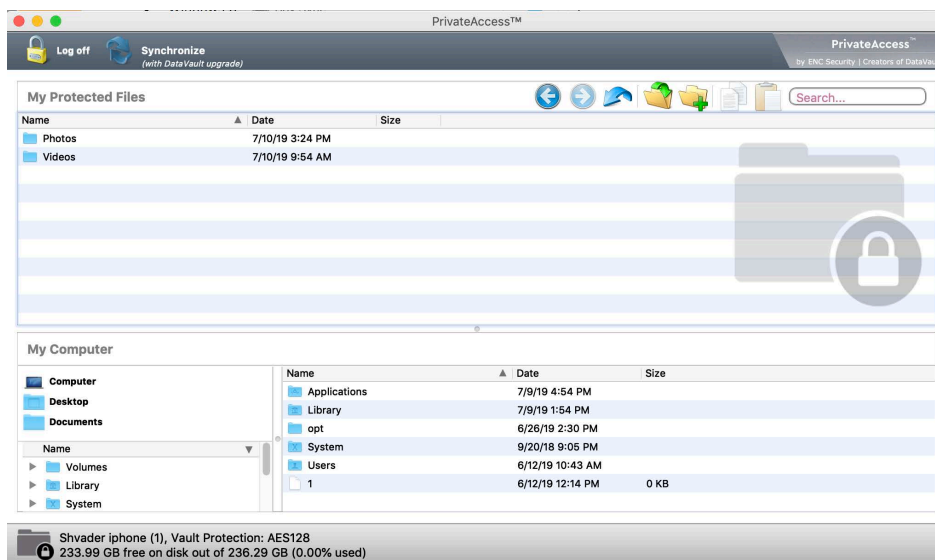 PrivateAccess™
Log off
Synchronize
(with DataVault upgrade)
PrivateAccess™
by ENC Security | Creators of DataVau
My Protected Files
Search...
Name Date Size
Photos 7/10/19 3:24 PM
Videos 7/10/19 9:54 AM
My Computer
Computer
Desktop
Documents
Name
Volumes
Library
System
Name Date Size
Applications 7/9/19 4:54 PM
Library 7/9/19 1:54 PM
opt 6/26/19 2:30 PM
System 9/20/18 9:05 PM
Users 6/12/19 10:43 AM
1 6/12/19 12:14 PM 0 KB
Shvader iphone (1), Vault Protection: AES128
233.99 GB free on disk out of 236.29 GB (0.00% used)